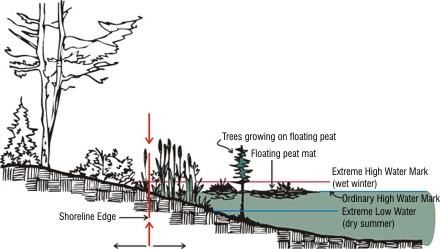 Trees growing on floating peat
Floating peat mat
Extreme High Water Mark
(wet winter)
Ordinary High Water Mark
Extreme Low Water
(dry summer)
Shoreline Edge